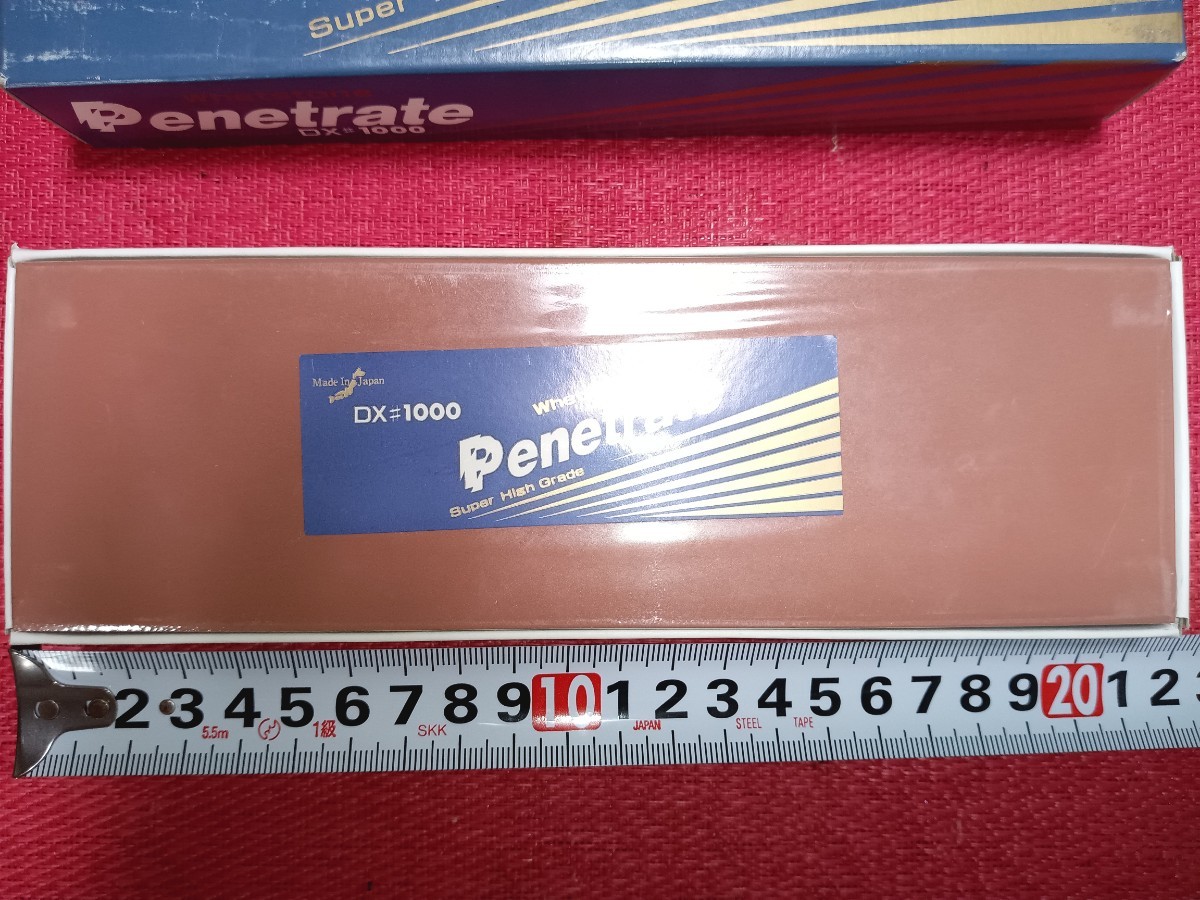 Super
Penetrate
DX#1000
Made In Japan
DX#1000
Penetrate
Super High Grade
2 3 4 5 6 7 8 9 10 1 2 3 4 5 6 7 8 9 20 1 2
5.5m 1級 SKK JAPAN STEEL TAPE